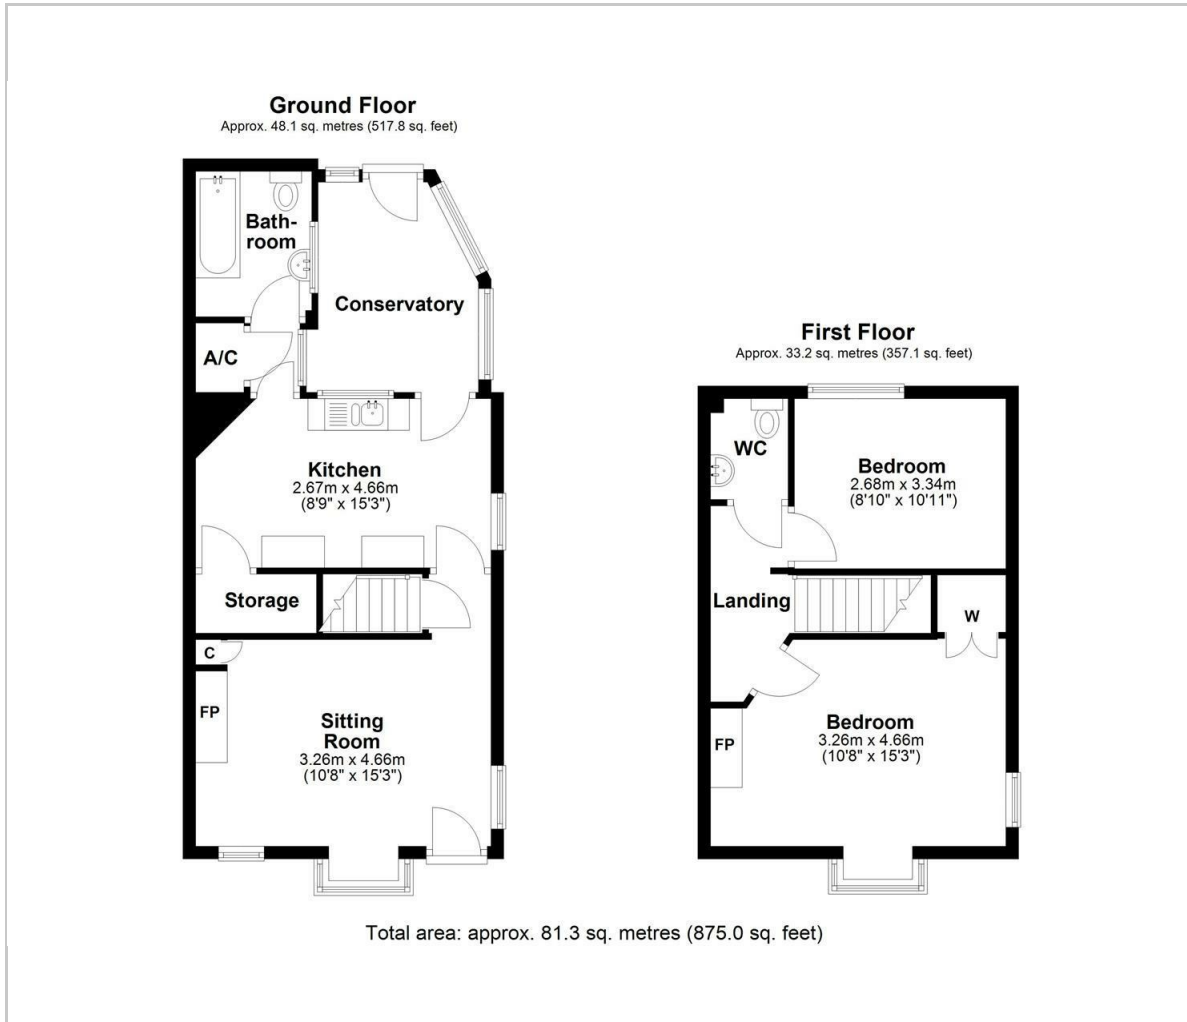 Ground Floor
Approx. 48.1 sq. metres (517.8 sq. feet)
Bath-
room
Conservatory
A/C
Kitchen
2.67m x 4.66m
(8'9" x 15'3")
Storage
C
FP
Sitting
Room
3.26m x 4.66m
(10'8" x 15'3")
First Floor
Approx. 33.2 sq. metres (357.1 sq. feet)
WC
Bedroom
2.68m x 3.34m
(8'10" x 10'11")
Landing
W
Bedroom
3.26m x 4.66m
(10'8" x 15'3")
FP
Total area: approx. 81.3 sq. metres (875.0 sq. feet)